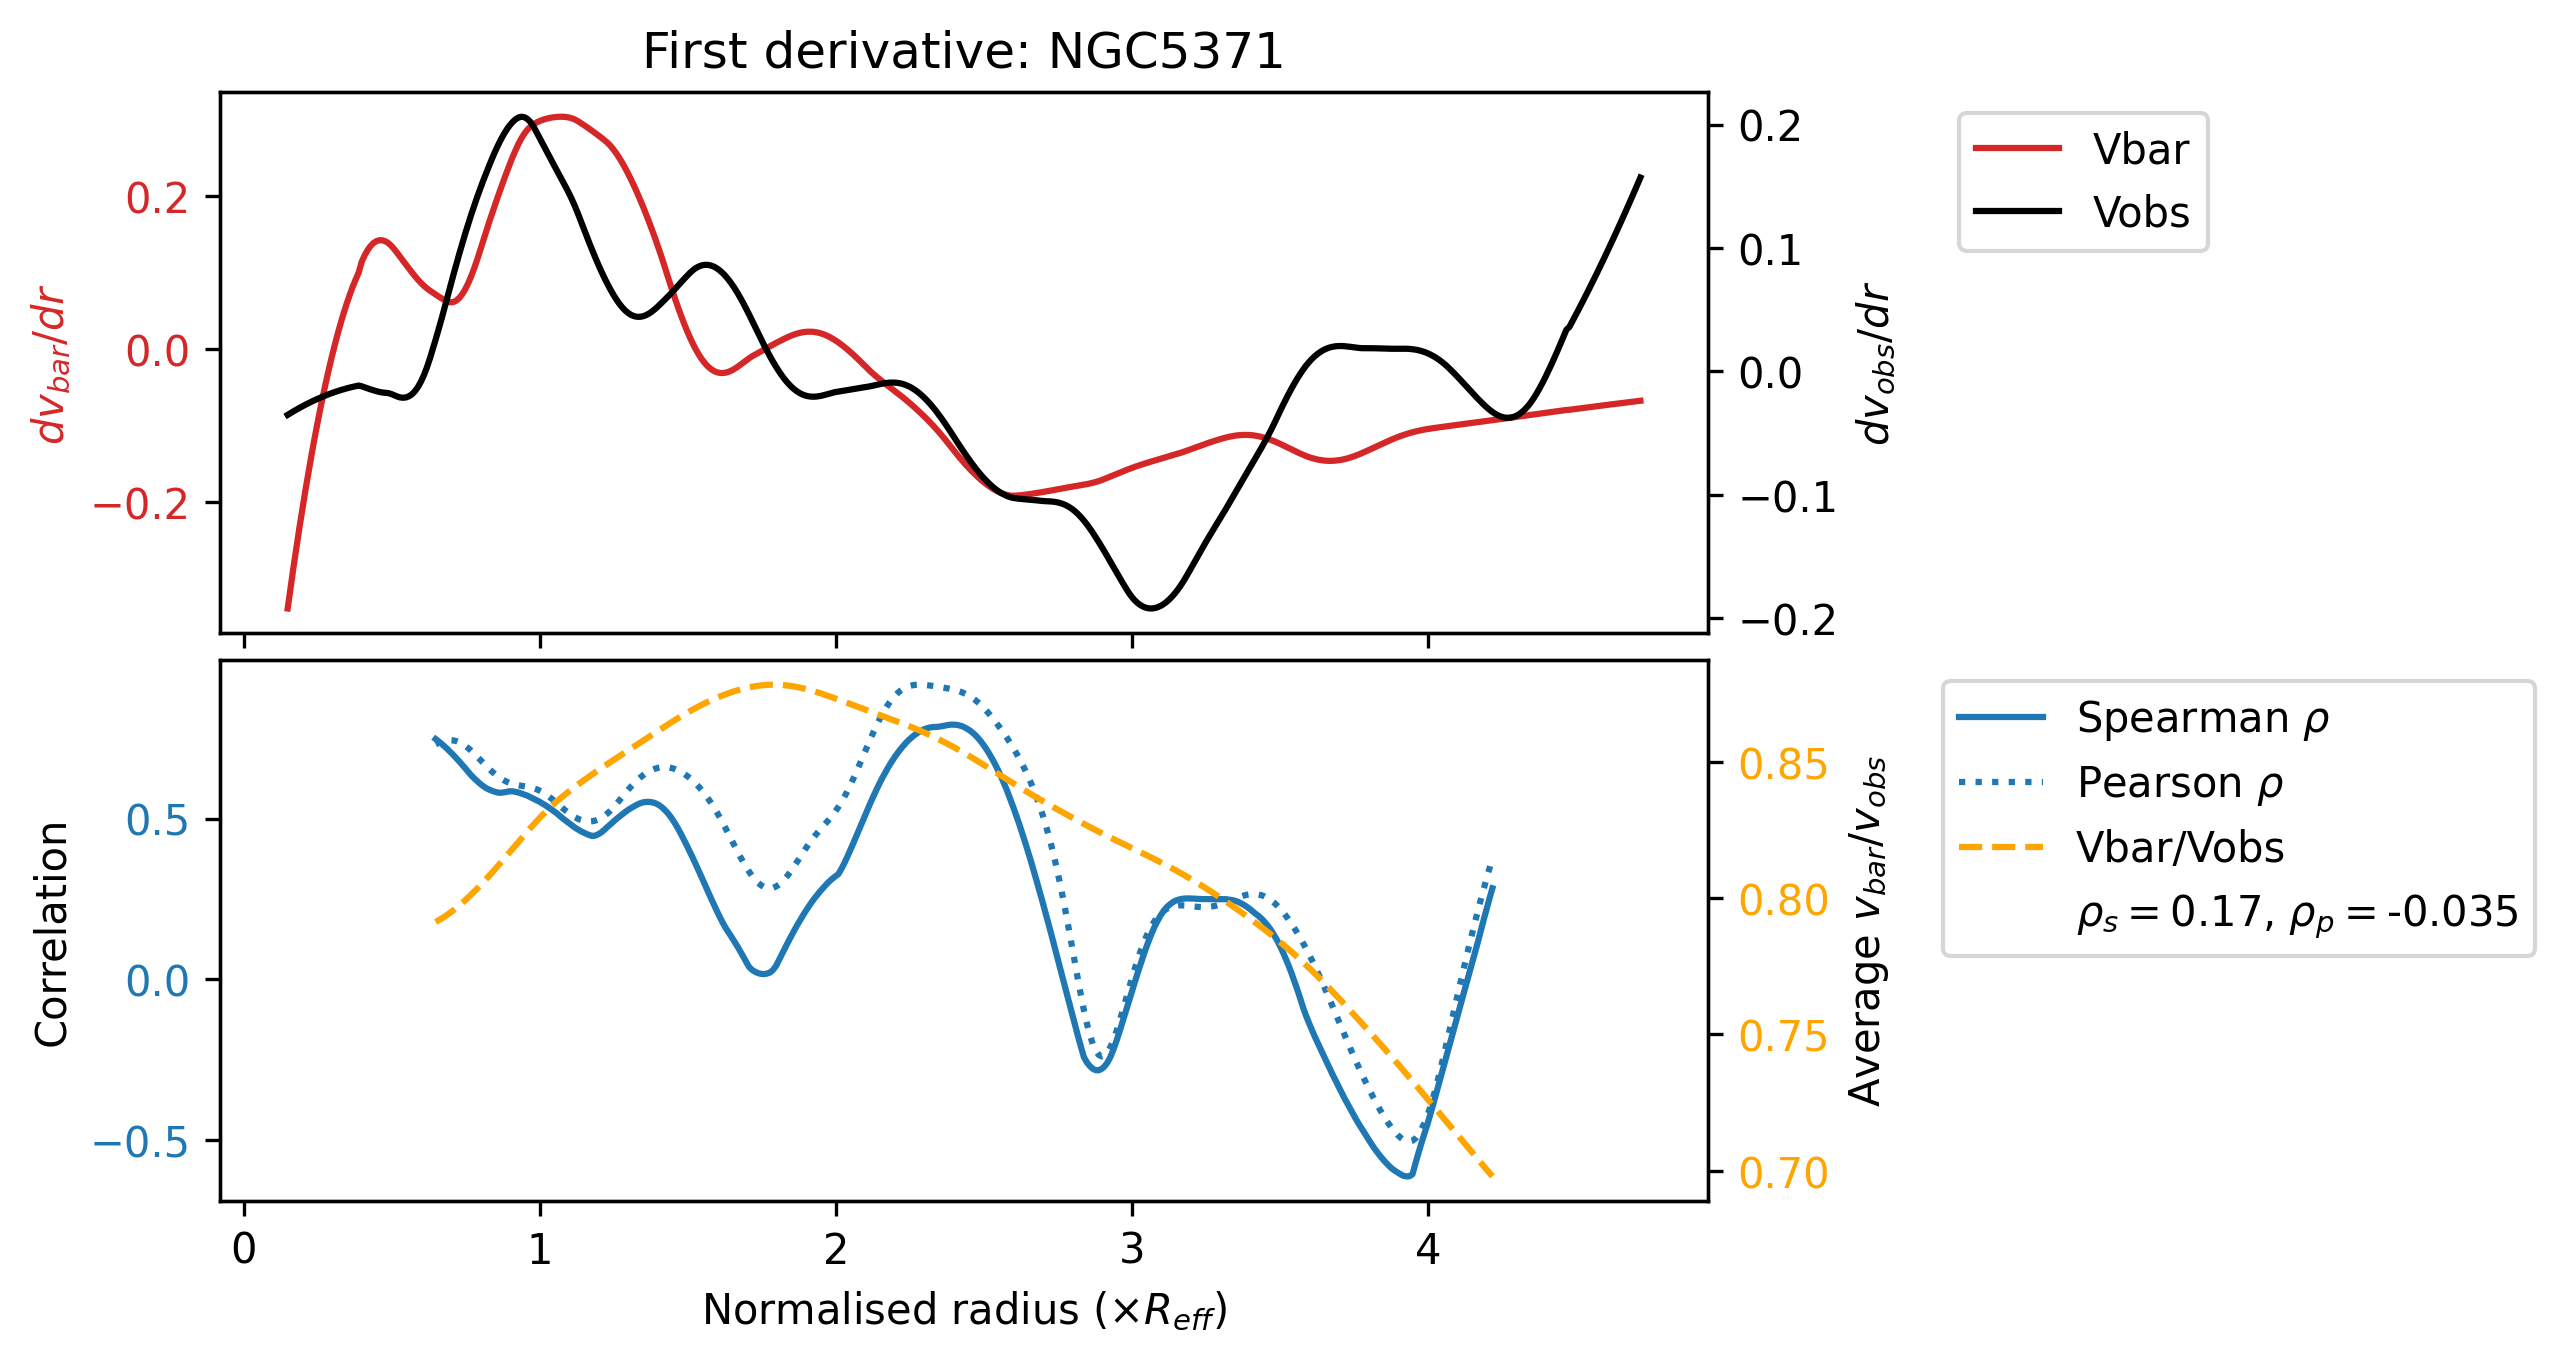 First derivative: NGC5371
dv_bar/dr
0.2
0.0
−0.2
0.2
0.1
0.0
−0.1
−0.2
dv_obs/dr
Vbar
Vobs
Correlation
0.5
0.0
−0.5
0.85
0.80
0.75
0.70
Average v_bar/v_obs
Spearman ρ
Pearson ρ
Vbar/Vobs
ρ_s = 0.17, ρ_p = -0.035
0 1 2 3 4
Normalised radius (×R_eff)